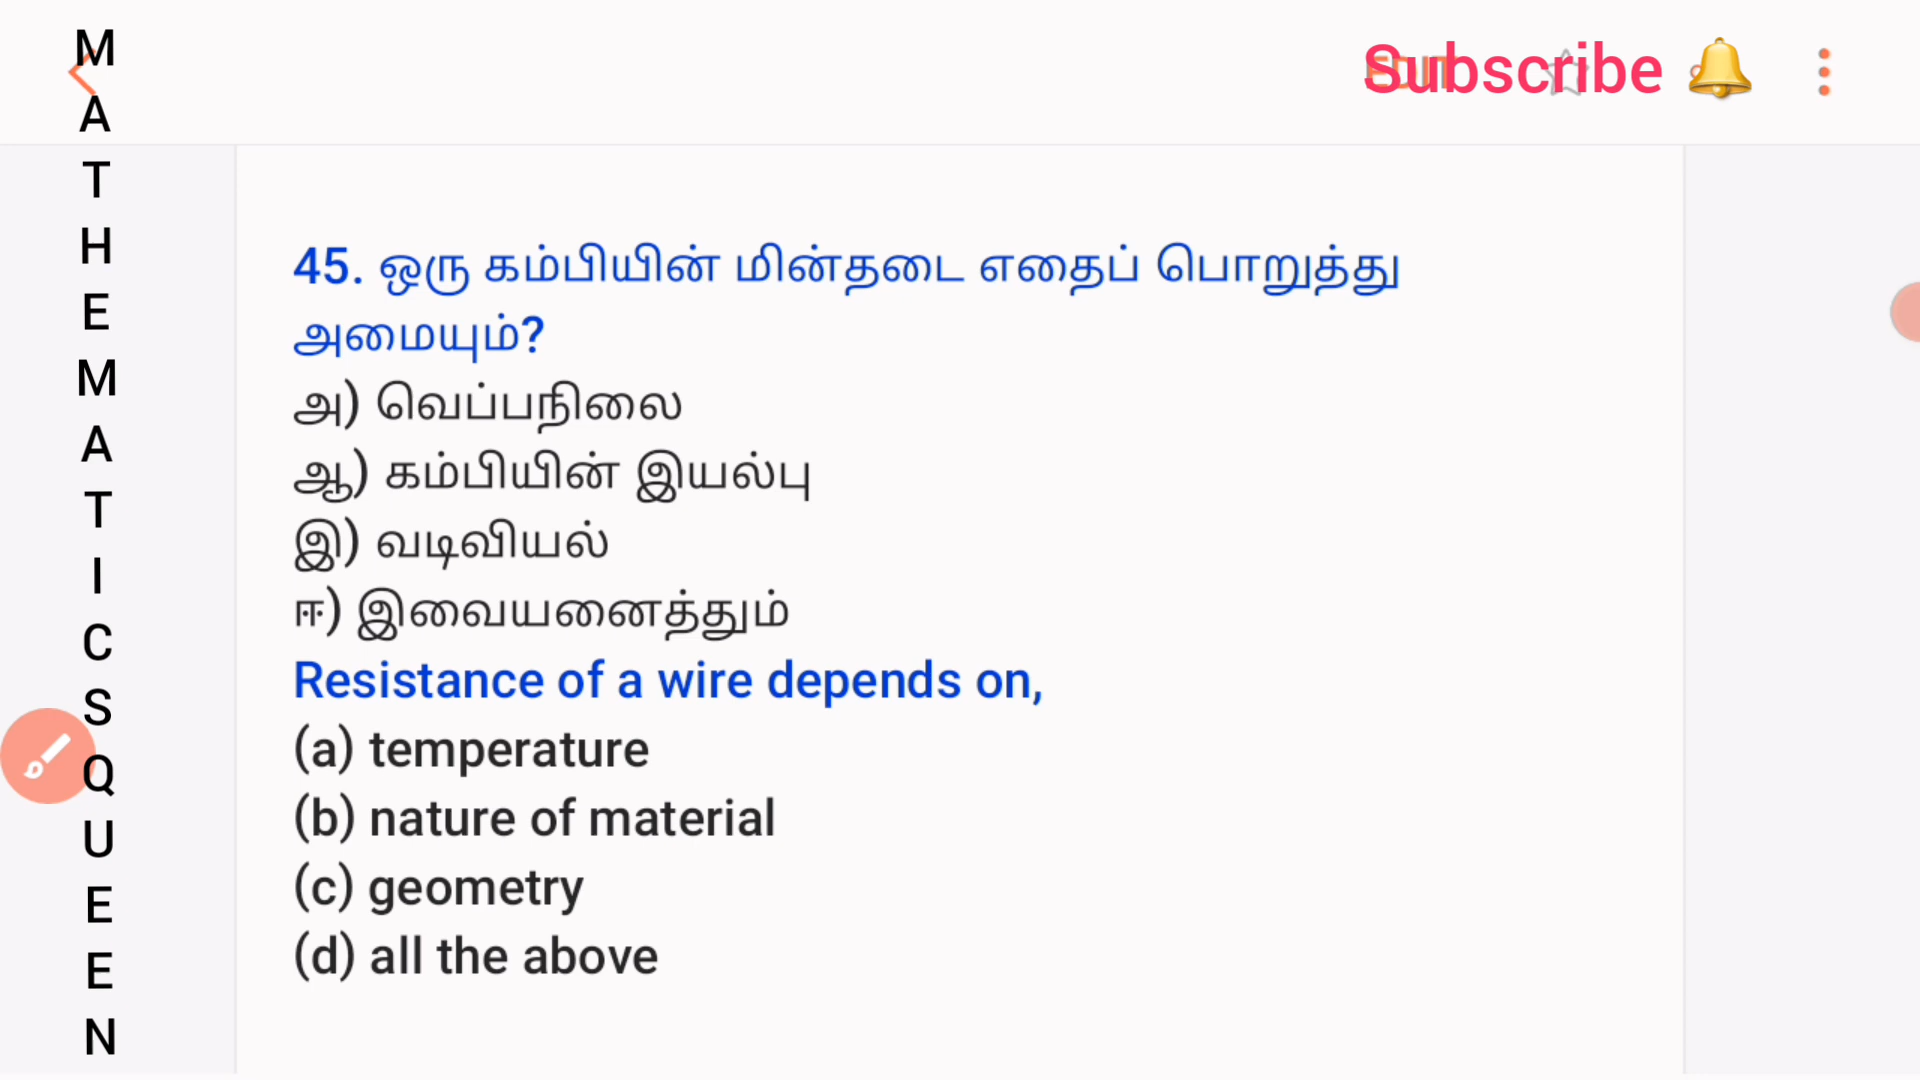 MATHEMATICSQUEEN
Subscribe
45. ஒரு கம்பியின் மின்தடை எதைப் பொறுத்து
அமையும்?
அ) வெப்பநிலை
ஆ) கம்பியின் இயல்பு
இ) வடிவியல்
ஈ) இவையனைத்தும்
Resistance of a wire depends on,
(a) temperature
(b) nature of material
(c) geometry
(d) all the above